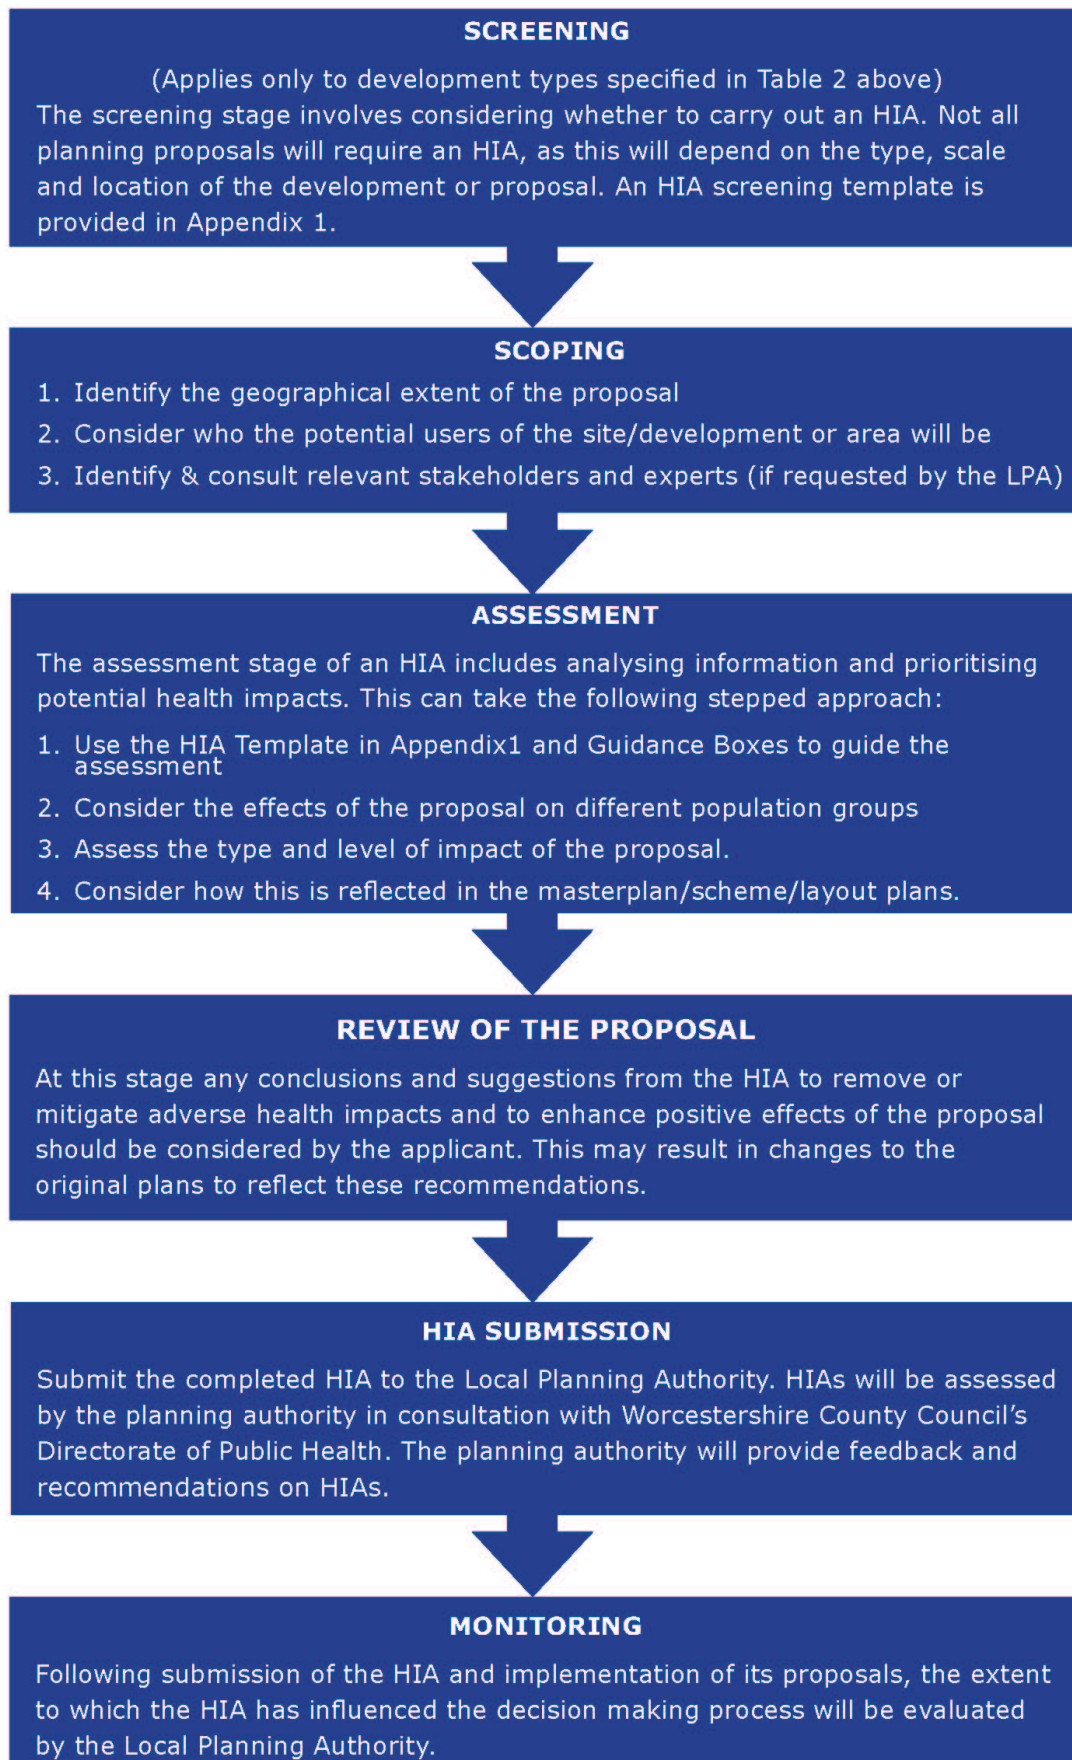 SCREENING
(Applies only to development types specified in Table 2 above)
The screening stage involves considering whether to carry out an HIA. Not all
planning proposals will require an HIA, as this will depend on the type, scale
and location of the development or proposal. An HIA screening template is
provided in Appendix 1.
SCOPING
1. Identify the geographical extent of the proposal
2. Consider who the potential users of the site/development or area will be
3. Identify & consult relevant stakeholders and experts (if requested by the LPA)
ASSESSMENT
The assessment stage of an HIA includes analysing information and prioritising
potential health impacts. This can take the following stepped approach:
1. Use the HIA Template in Appendix1 and Guidance Boxes to guide the
assessment
2. Consider the effects of the proposal on different population groups
3. Assess the type and level of impact of the proposal.
4. Consider how this is reflected in the masterplan/scheme/layout plans.
REVIEW OF THE PROPOSAL
At this stage any conclusions and suggestions from the HIA to remove or
mitigate adverse health impacts and to enhance positive effects of the proposal
should be considered by the applicant. This may result in changes to the
original plans to reflect these recommendations.
HIA SUBMISSION
Submit the completed HIA to the Local Planning Authority. HIAs will be assessed
by the planning authority in consultation with Worcestershire County Council's
Directorate of Public Health. The planning authority will provide feedback and
recommendations on HIAs.
MONITORING
Following submission of the HIA and implementation of its proposals, the extent
to which the HIA has influenced the decision making process will be evaluated
by the Local Planning Authority.